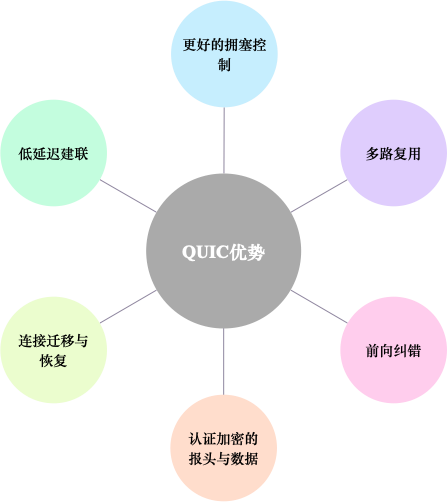 更好的拥塞控
制
低延迟建联
多路复用
QUIC优势
连接迁移与
恢复
前向纠错
认证加密的
报头与数据